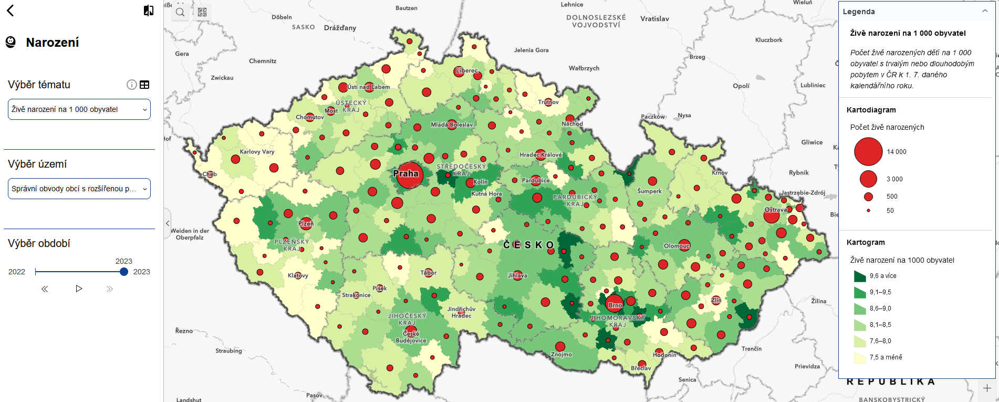 Narození
Výběr tématu
Živě narození na 1 000 obyvatel
Výběr území
Správní obvody obcí s rozšířenou p...
Výběr období
2023
2022
2023
Bautzen
Döbeln
SASKO
Drážďany
Gera
Chemnitz
Zwickau
Hof
Weiden in der
Oberpfalz
Řezno
Straubing
Landshut
Pasov
Lehnice
DOLNOSLEZSKÉ
VOJVODSTVÍ
Vratislav
Jelenia Gora
Wałbrzych
Brzeg
Kluczbork
Wieluń
Opolí
Lubliniec
Paczków
Nysa
Gliwice
Rybnik
Krnov
Jastrzębie-Zdrój
Žilina
Trenčín
Prievidza
Senica
REPUBLIKA
BANSKOBYSTRICKÝ
Liberec
Ústí nad Labem
ÚSTECKÝ
KRAJ
Most
Chomutov
Trutnov
Náchod
Mladá Boleslav
Karlovy Vary
Cheb
Hradec Králové
Praha
STŘEDOČESKÝ
KRAJ
Kolín
Kutná Hora
Pardubice
PARDUBICKÝ
KRAJ
Šumperk
Ostrava
Plzeň
PLZEŇSKÝ
KRAJ
ČESKO
Olomouc
Klatovy
Tábor
Jihlava
Písek
Strakonice
Jindřichův
Hradec
JIHOČESKÝ
KRAJ
České
Budějovice
Brno
JIHOMORAVSKÝ
KRAJ
Zlín
Znojmo
Hodonín
Břeclav
Legenda
Živě narození na 1 000 obyvatel
Počet živě narozených dětí na 1 000
obyvatel s trvalým nebo dlouhodobým
pobytem v ČR k 1. 7. daného
kalendářního roku.
Kartodiagram
Počet živě narozených
14 000
3 000
500
50
Kartogram
Živě narození na 1000 obyvatel
9,6 a více
9,1–9,5
8,6–9,0
8,1–8,5
7,6–8,0
7,5 a méně